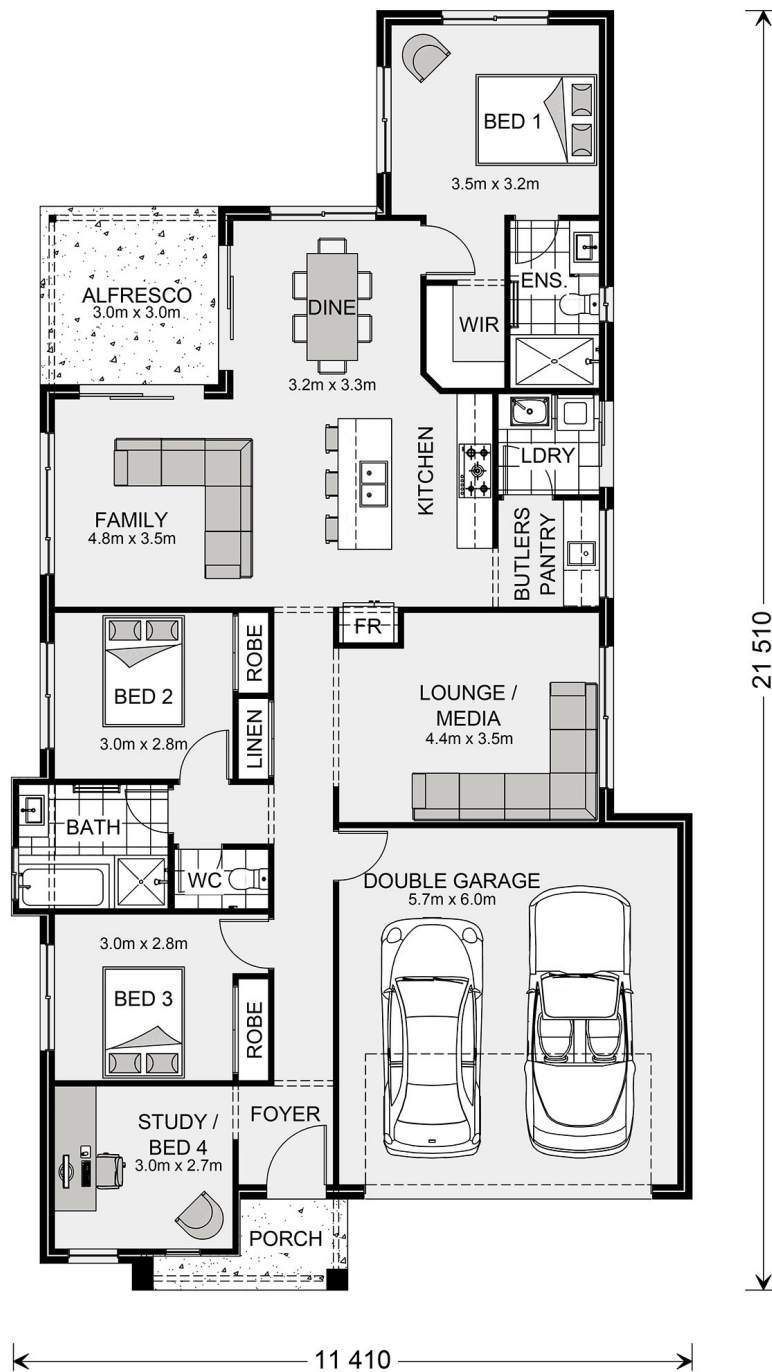 BED 1
3.5m x 3.2m
ENS.
ALFRESCO
3.0m x 3.0m
DINE
WIR
3.2m x 3.3m
KITCHEN
LDRY
FAMILY
4.8m x 3.5m
BUTLERS
PANTRY
FR
ROBE
BED 2
LOUNGE /
MEDIA
4.4m x 3.5m
3.0m x 2.8m
LINEN
21 510
BATH
WC
DOUBLE GARAGE
5.7m x 6.0m
3.0m x 2.8m
BED 3
ROBE
STUDY /
BED 4
3.0m x 2.7m
FOYER
PORCH
11 410